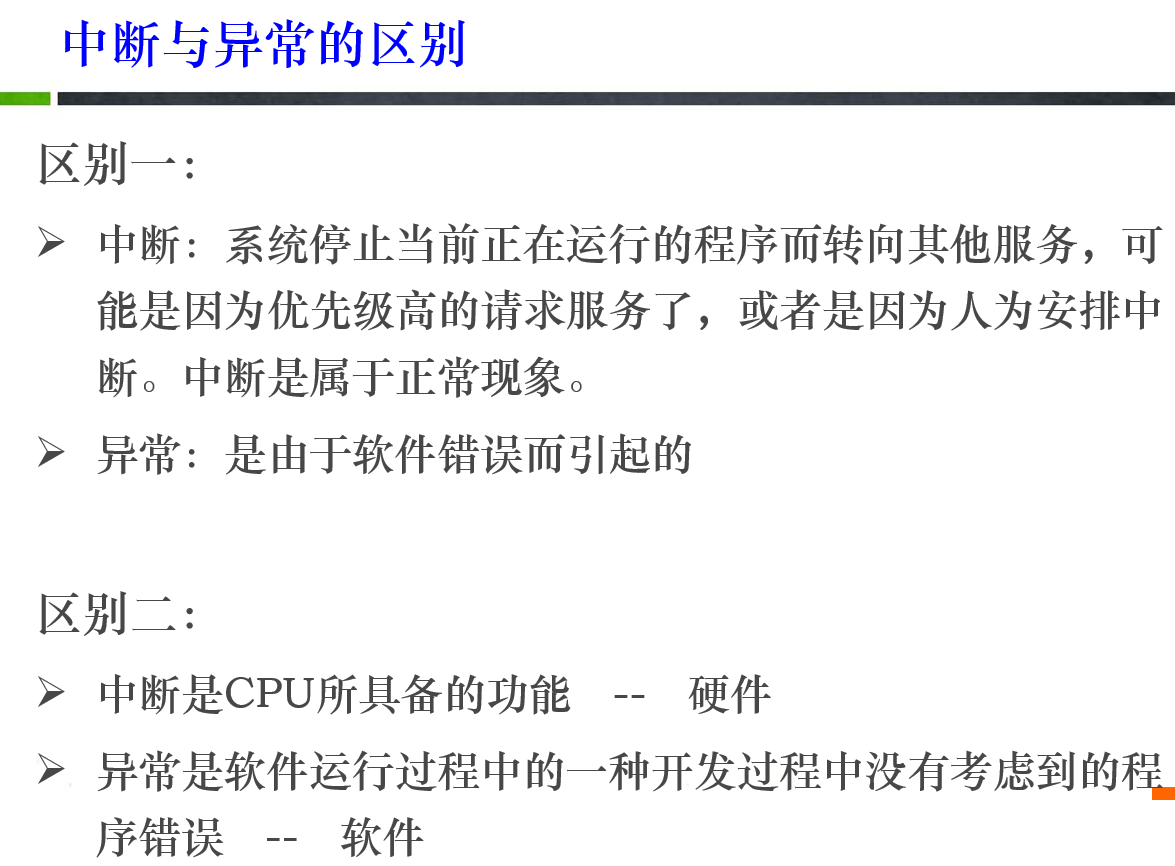 中断与异常的区别
区别一：
中断：系统停止当前正在运行的程序而转向其他服务，可
能是因为优先级高的请求服务了，或者是因为人为安排中
断。中断是属于正常现象。
异常：是由于软件错误而引起的
区别二：
中断是CPU所具备的功能 -- 硬件
异常是软件运行过程中的一种开发过程中没有考虑到的程
序错误 -- 软件